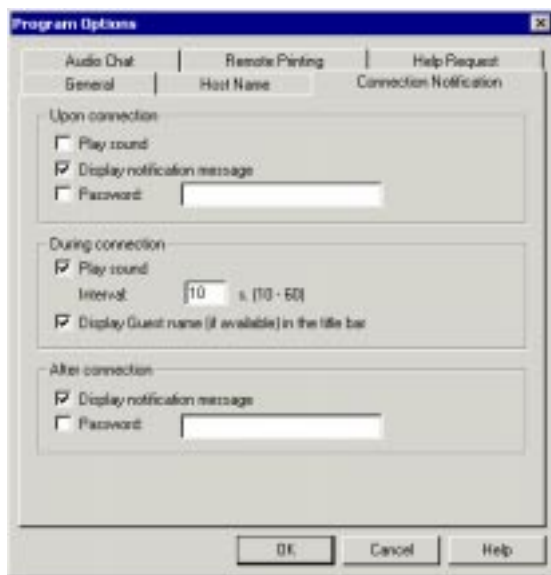 Program Options
Audio Chat Remote Printing Help Request
General Host Name Connection Notification
Upon connection
Play sound
Display notification message
Password:
During connection
Play sound
Interval: 10 s. (10 - 60)
Display Guest name (if available) in the title bar
After connection
Display notification message
Password:
OK Cancel Help